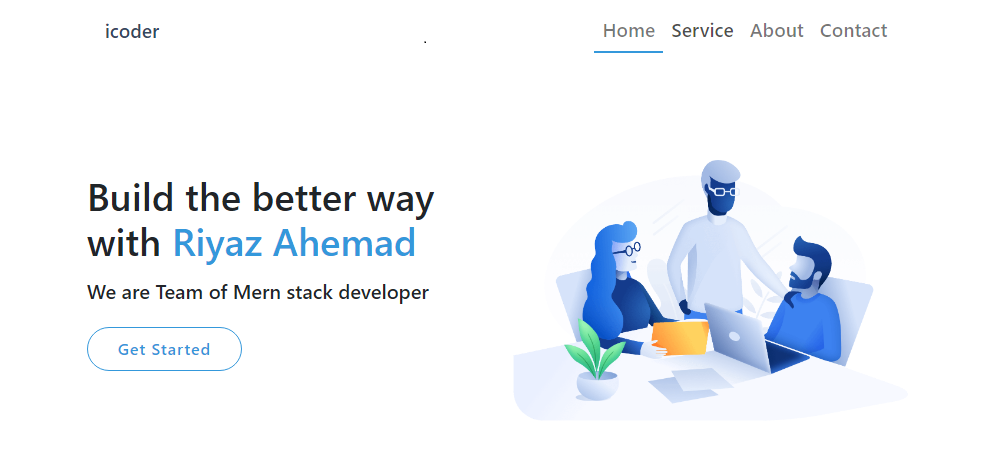 icoder
.
Home Service About Contact
Build the better way
with Riyaz Ahemad
We are Team of Mern stack developer
Get Started